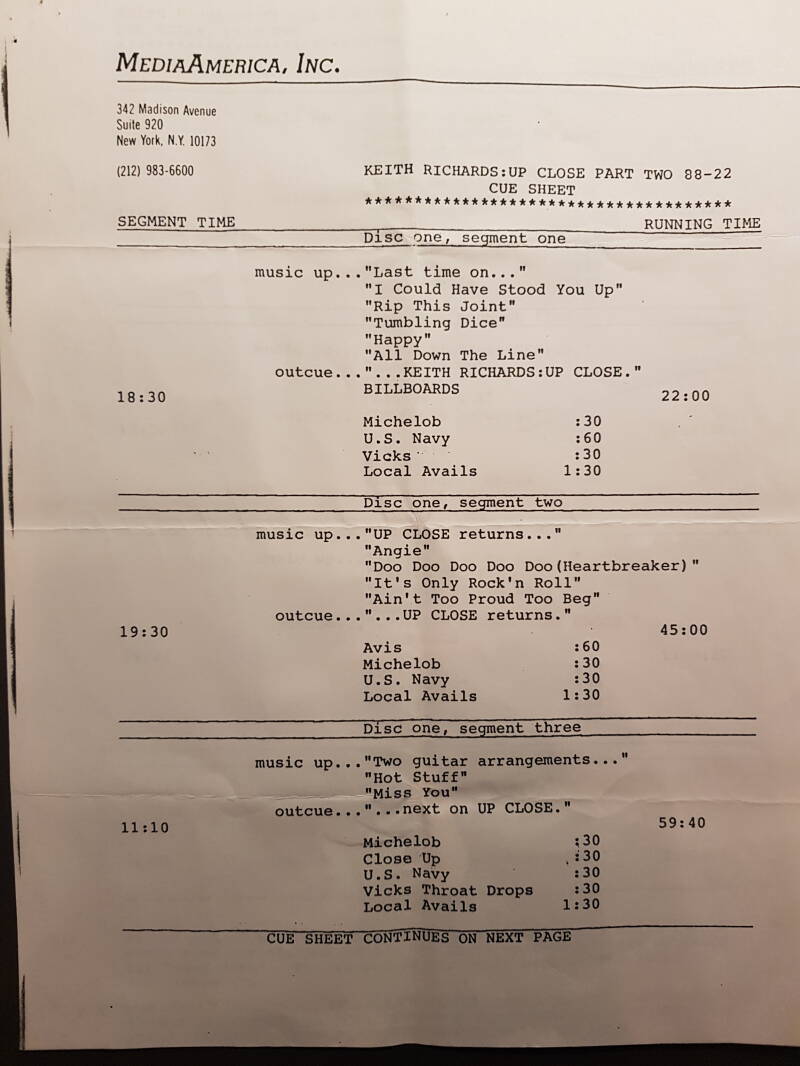 MEDIAAMERICA, INC.
342 Madison Avenue
Suite 920
New York, N.Y. 10173
(212) 983-6600
KEITH RICHARDS:UP CLOSE PART TWO 88-22
CUE SHEET
*************************************
SEGMENT TIME RUNNING TIME
Disc one, segment one
music up..."Last time on..."
"I Could Have Stood You Up"
"Rip This Joint"
"Tumbling Dice"
"Happy"
"All Down The Line"
outcue..."...KEITH RICHARDS:UP CLOSE."
BILLBOARDS
18:30 22:00
Michelob :30
U.S. Navy :60
Vicks :30
Local Avails 1:30
Disc one, segment two
music up..."UP CLOSE returns..."
"Angie"
"Doo Doo Doo Doo Doo(Heartbreaker)"
"It's Only Rock'n Roll"
"Ain't Too Proud Too Beg"
outcue..."...UP CLOSE returns."
19:30 45:00
Avis :60
Michelob :30
U.S. Navy :30
Local Avails 1:30
Disc one, segment three
music up..."Two guitar arrangements..."
"Hot Stuff"
"Miss You"
outcue..."...next on UP CLOSE."
11:10 59:40
Michelob :30
Close Up :30
U.S. Navy :30
Vicks Throat Drops :30
Local Avails 1:30
CUE SHEET CONTINUES ON NEXT PAGE